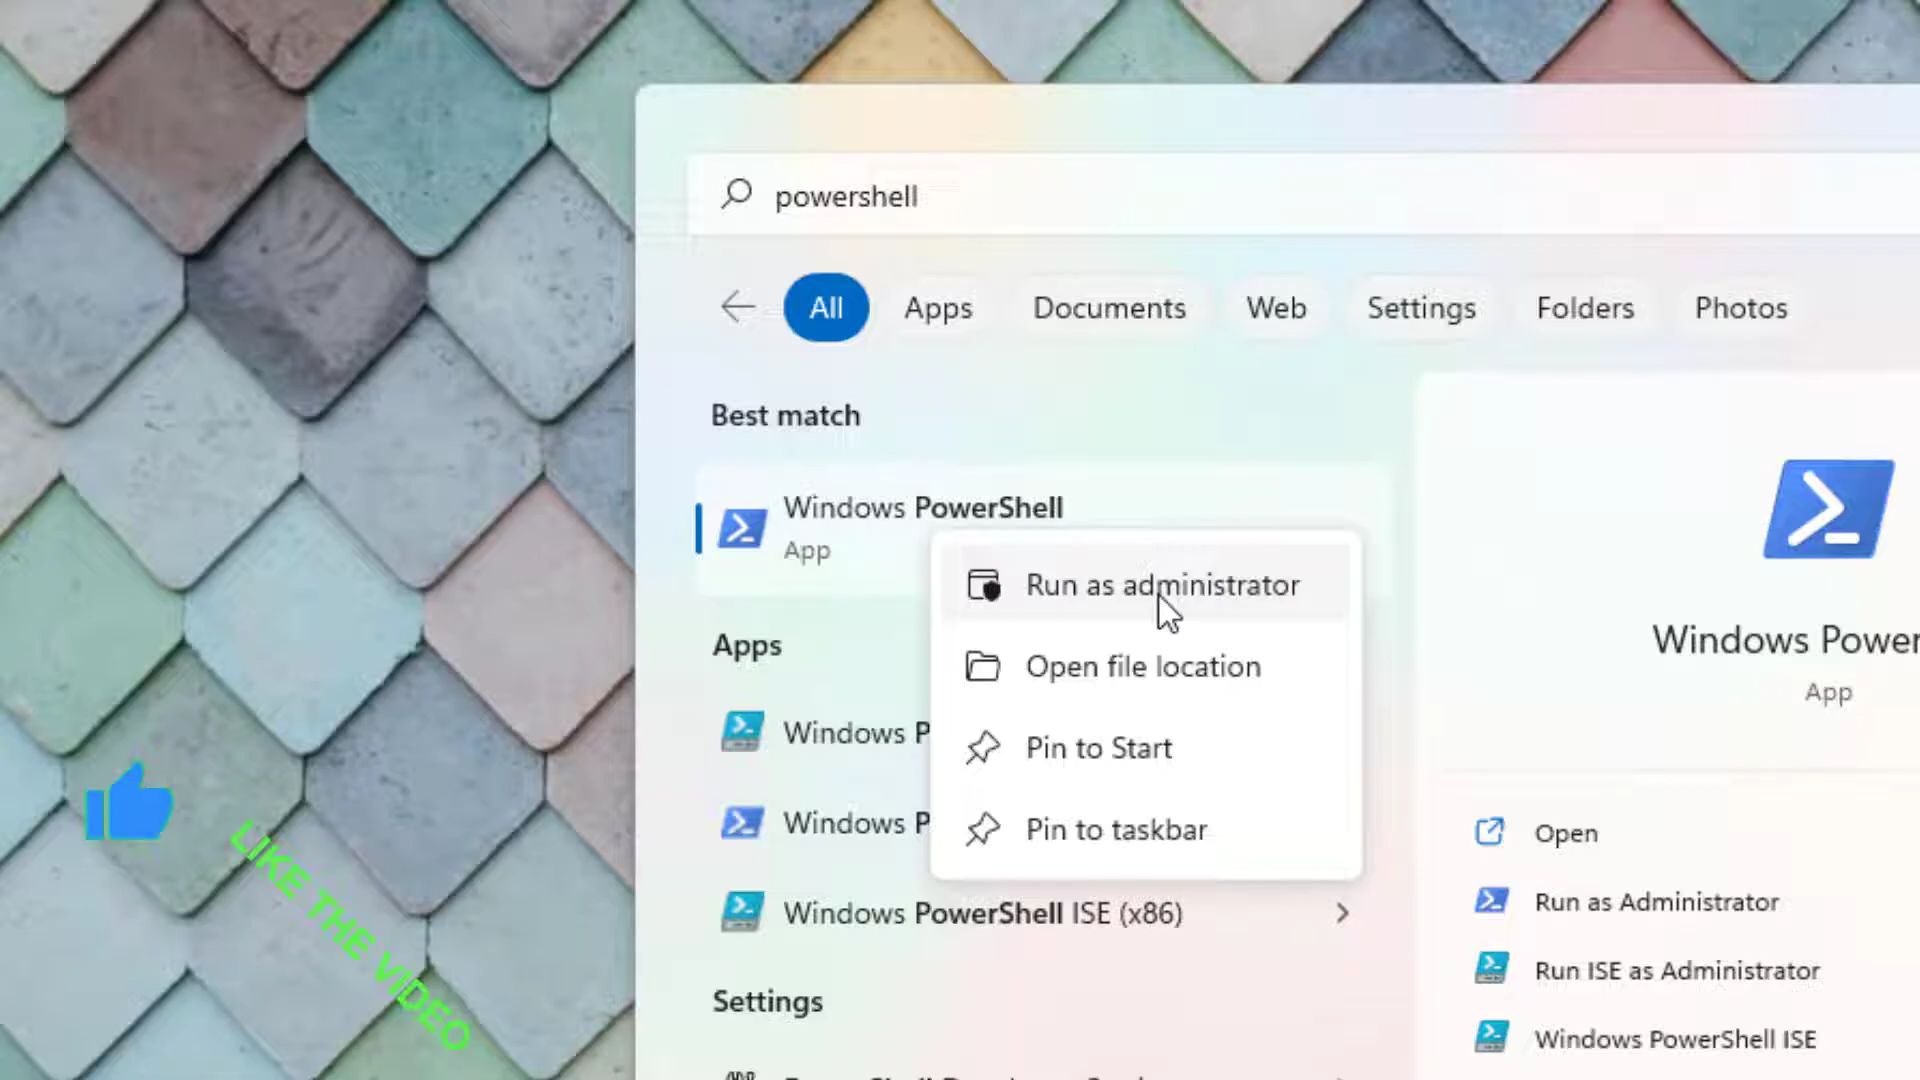 powershell
All Apps Documents Web Settings Folders Photos
Best match
Windows PowerShell
App
Run as administrator
Open file location
Pin to Start
Pin to taskbar
Apps
Windows P
Windows P
Windows PowerShell ISE (x86)
Settings
Windows Power
App
Open
Run as Administrator
Run ISE as Administrator
Windows PowerShell ISE
LIKE THE VIDEO